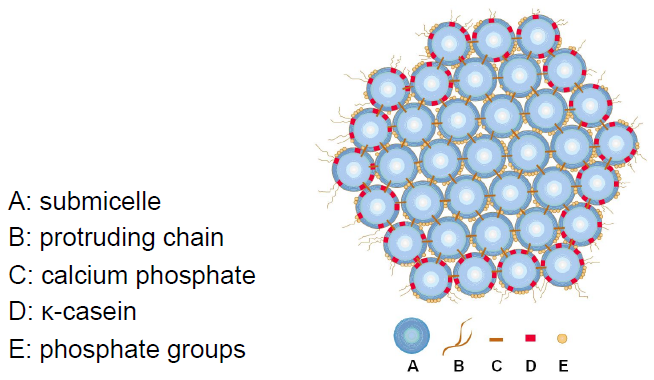 A: submicelle
B: protruding chain
C: calcium phosphate
D: κ-casein
E: phosphate groups
A B C D E